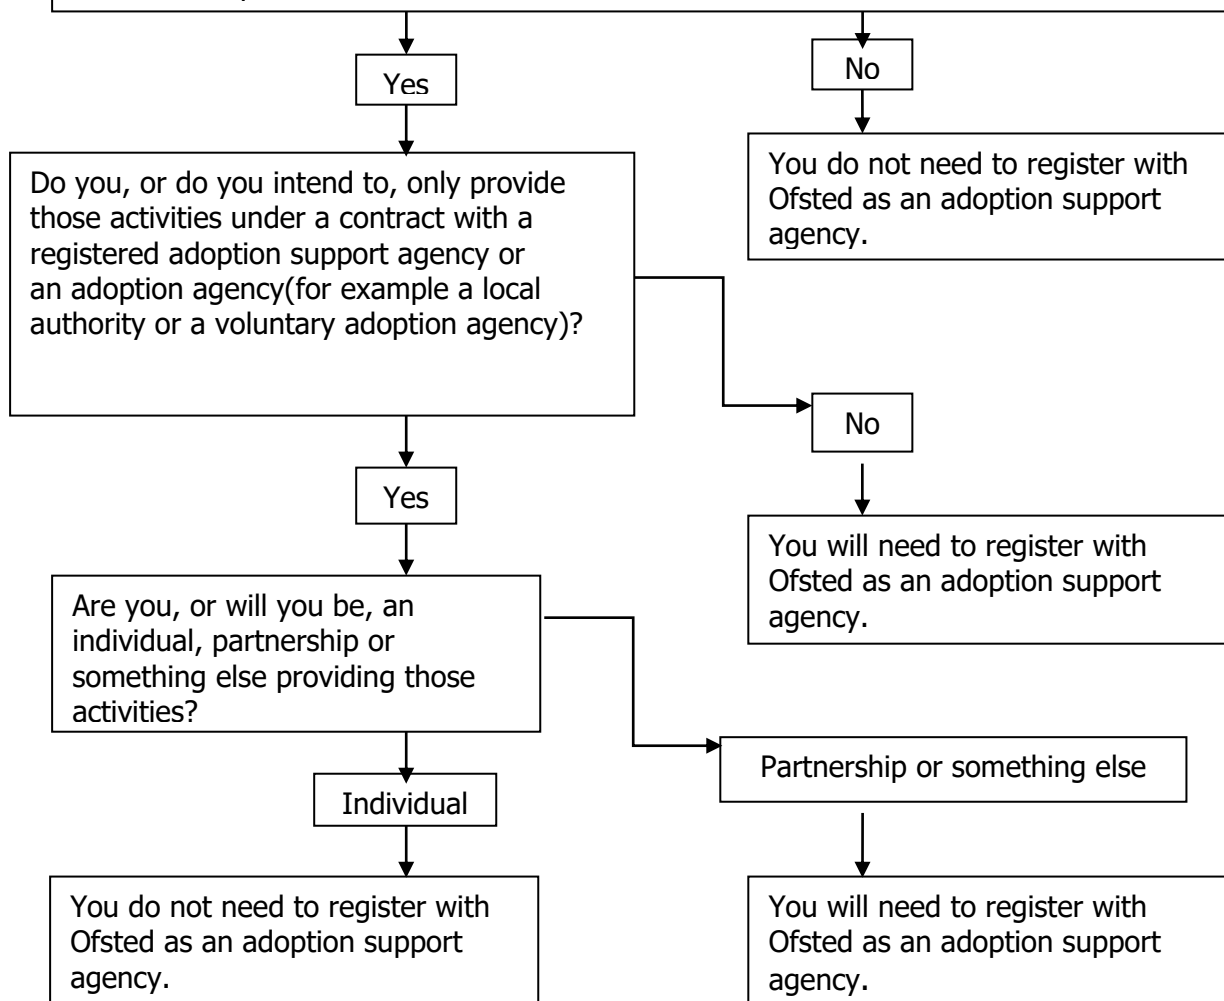 Yes
No
You do not need to register with
Ofsted as an adoption support
agency.
Do you, or do you intend to, only provide
those activities under a contract with a
registered adoption support agency or
an adoption agency(for example a local
authority or a voluntary adoption agency)?
No
Yes
You will need to register with
Ofsted as an adoption support
agency.
Are you, or will you be, an
individual, partnership or
something else providing those
activities?
Partnership or something else
Individual
You do not need to register with
Ofsted as an adoption support
agency.
You will need to register with
Ofsted as an adoption support
agency.